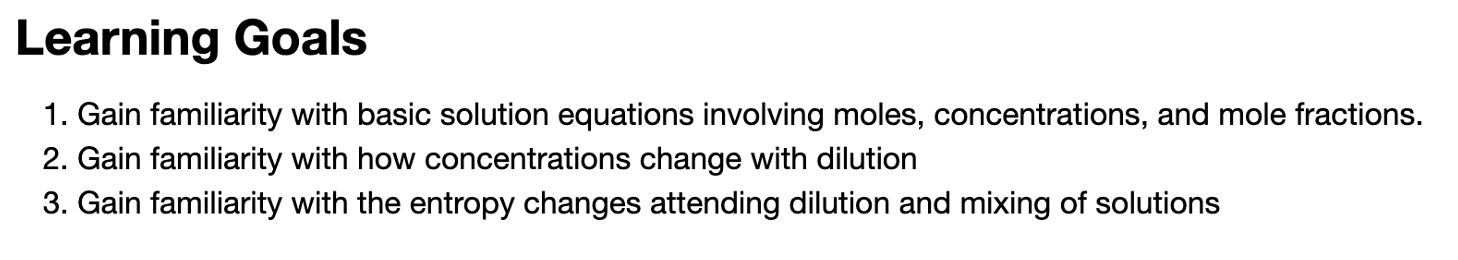 Learning Goals
1. Gain familiarity with basic solution equations involving moles, concentrations, and mole fractions.
2. Gain familiarity with how concentrations change with dilution
3. Gain familiarity with the entropy changes attending dilution and mixing of solutions